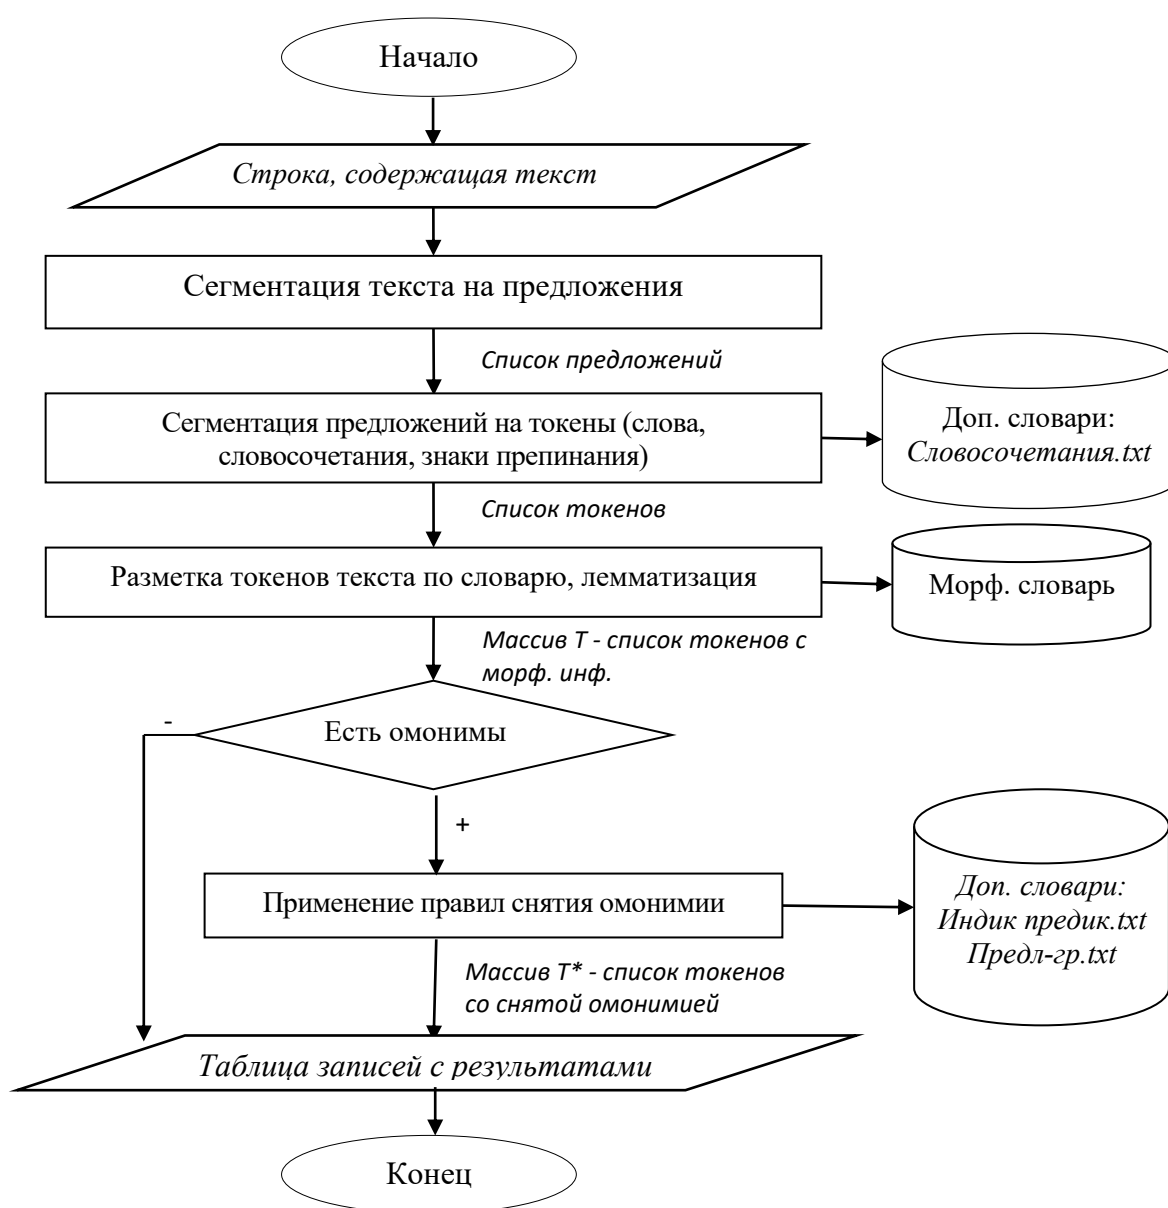 Начало
Строка, содержащая текст
Сегментация текста на предложения
Список предложений
Сегментация предложений на токены (слова,
словосочетания, знаки препинания)
Доп. словари:
Словосочетания.txt
Список токенов
Разметка токенов текста по словарю, лемматизация
Морф. словарь
Массив Т - список токенов с
морф. инф.
-
Есть омонимы
+
Применение правил снятия омонимии
Доп. словари:
Индик предик.txt
Предл-гр.txt
Массив Т* - список токенов
со снятой омонимией
Таблица записей с результатами
Конец